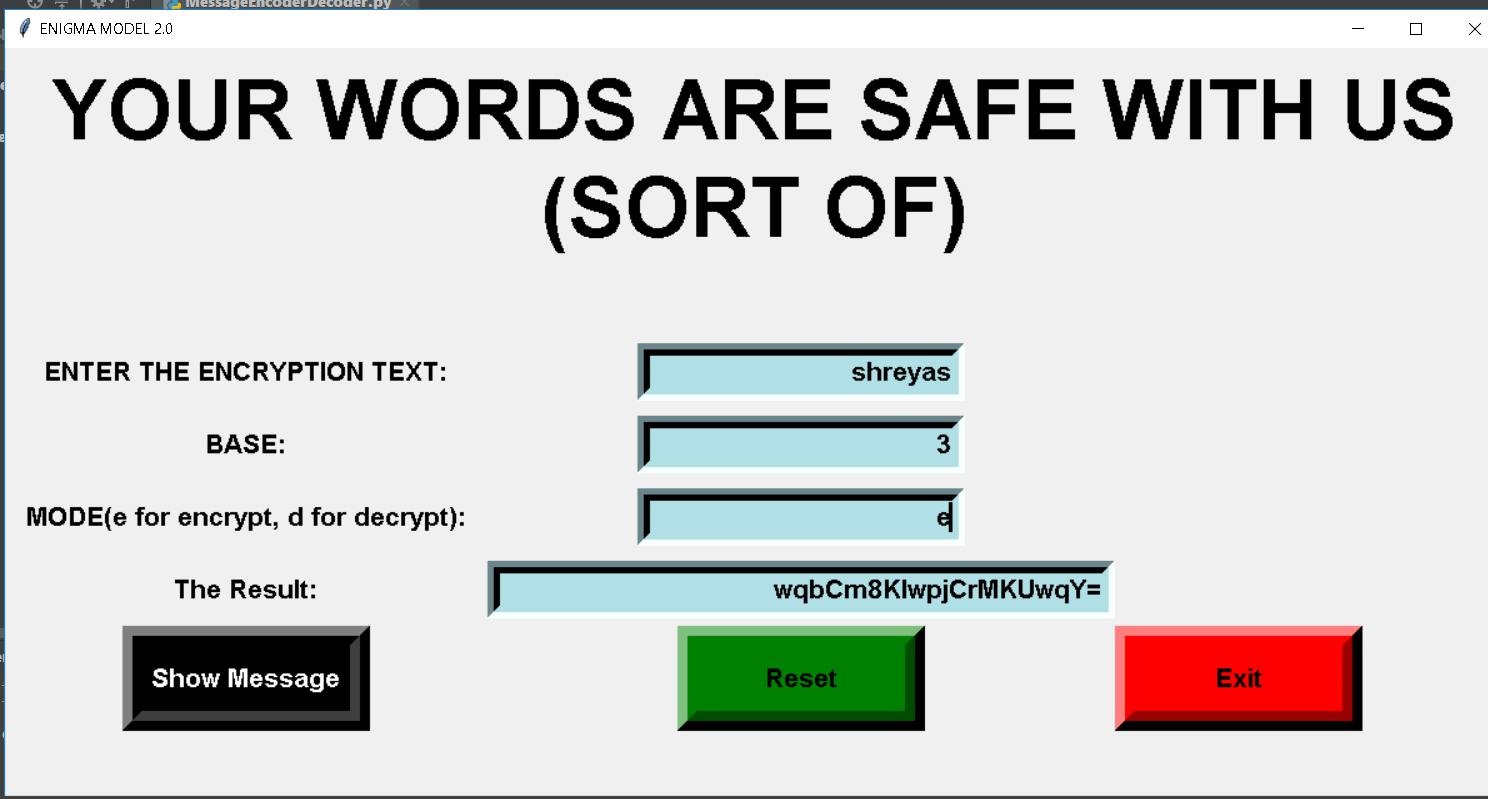 MessageEncoderDecoder.py
ENIGMA MODEL 2.0
YOUR WORDS ARE SAFE WITH US
(SORT OF)
ENTER THE ENCRYPTION TEXT: shreyas
BASE: 3
MODE(e for encrypt, d for decrypt): e
The Result: wqbCm8KlwpjCrMKUwqY=
Show Message Reset Exit